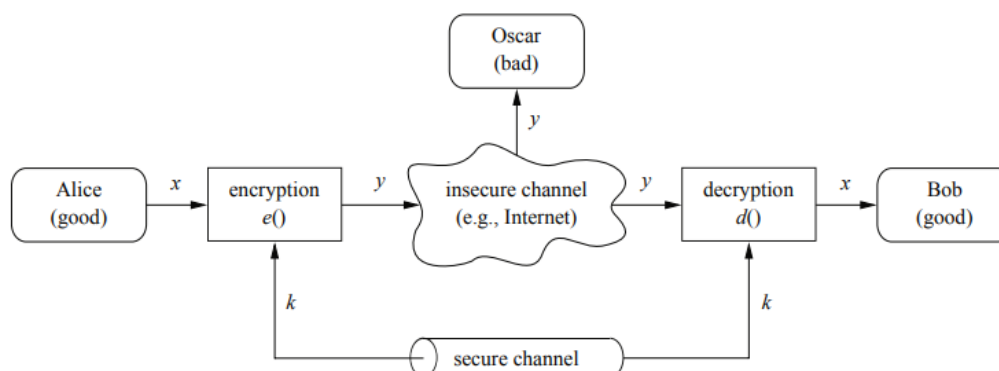 Oscar
(bad)
y
Alice
(good)
x
encryption
e()
y
insecure channel
(e.g., Internet)
y
decryption
d()
x
Bob
(good)
k
k
secure channel